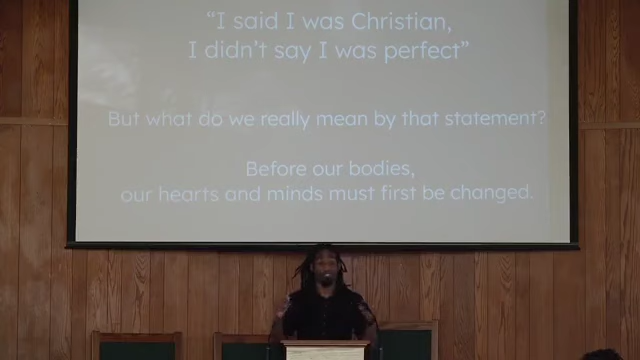 “I said I was Christian,
I didn’t say I was perfect”
But what do we really mean by that statement?
Before our bodies,
our hearts and minds must first be changed.